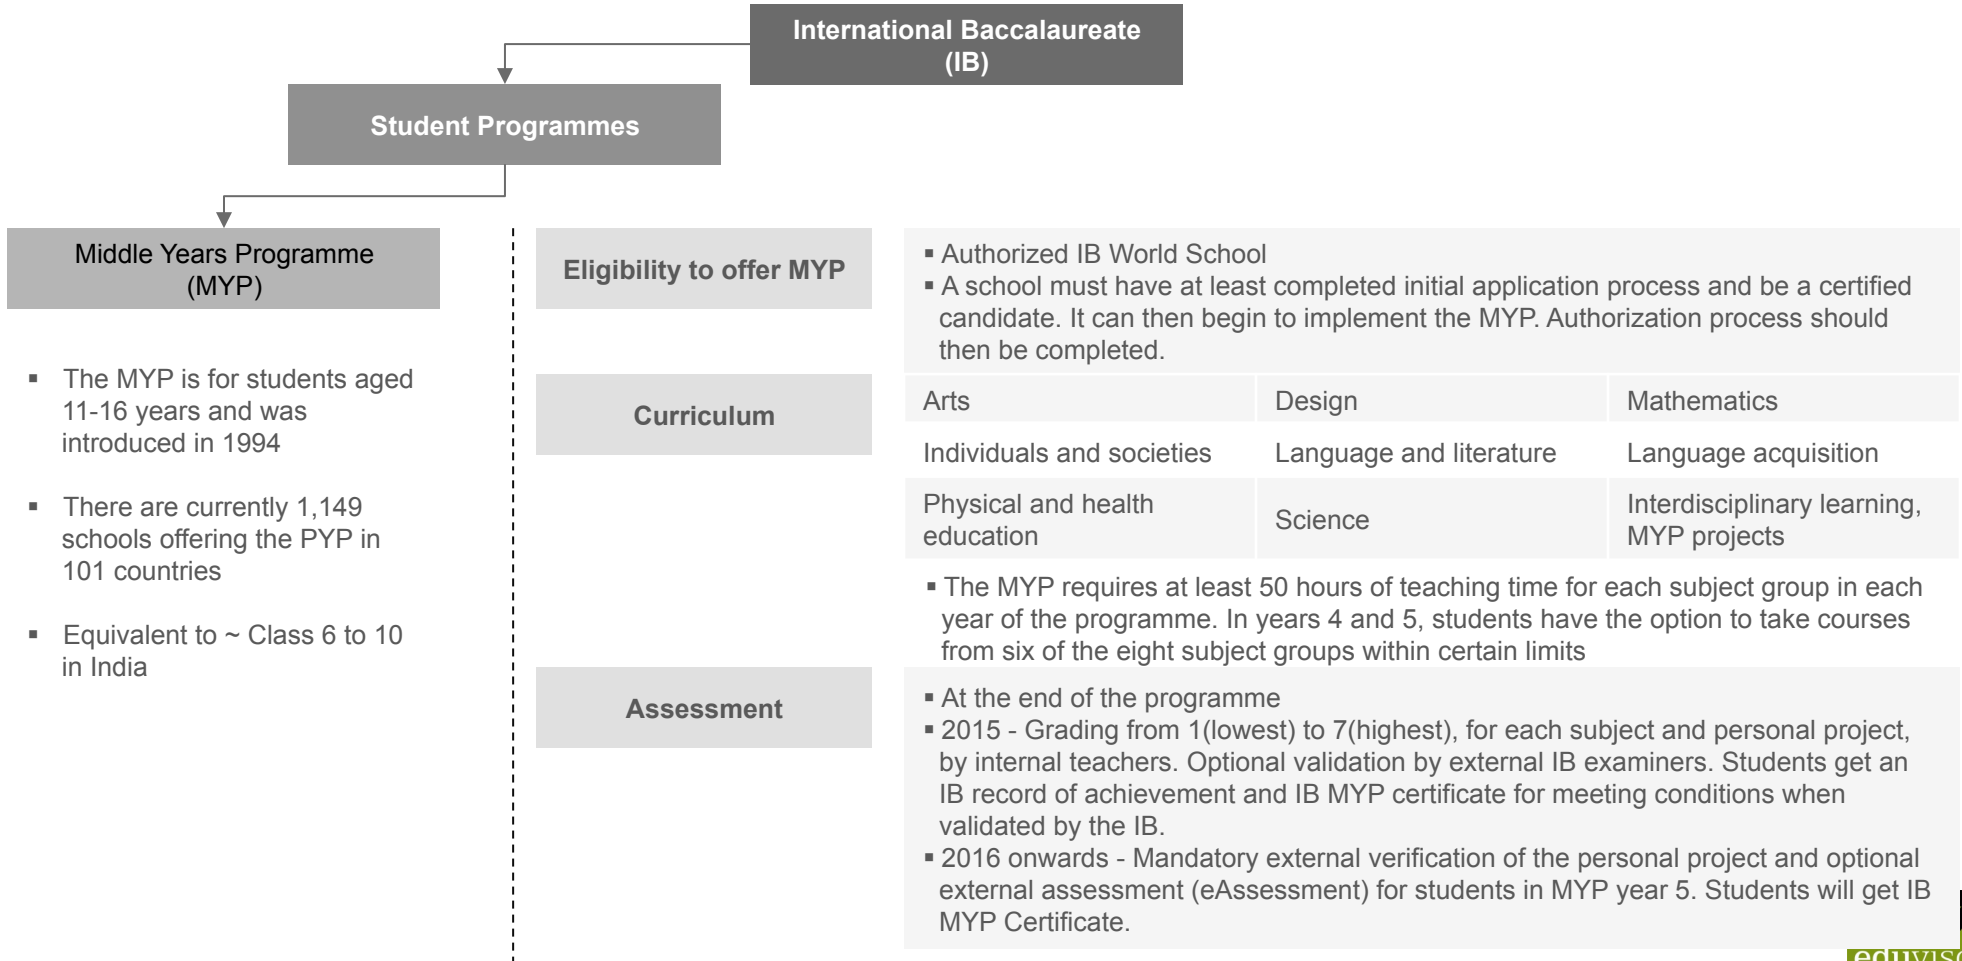 International Baccalaureate
(IB)
Student Programmes
Middle Years Programme
(MYP)
▪ The MYP is for students aged
11-16 years and was
introduced in 1994
▪ There are currently 1,149
schools offering the PYP in
101 countries
▪ Equivalent to ~ Class 6 to 10
in India
Eligibility to offer MYP
▪ Authorized IB World School
▪ A school must have at least completed initial application process and be a certified
candidate. It can then begin to implement the MYP. Authorization process should
then be completed.
Curriculum
Arts Design Mathematics
Individuals and societies Language and literature Language acquisition
Physical and health
education
Science
Interdisciplinary learning,
MYP projects
▪ The MYP requires at least 50 hours of teaching time for each subject group in each
year of the programme. In years 4 and 5, students have the option to take courses
from six of the eight subject groups within certain limits
Assessment
▪ At the end of the programme
▪ 2015 - Grading from 1(lowest) to 7(highest), for each subject and personal project,
by internal teachers. Optional validation by external IB examiners. Students get an
IB record of achievement and IB MYP certificate for meeting conditions when
validated by the IB.
▪ 2016 onwards - Mandatory external verification of the personal project and optional
external assessment (eAssessment) for students in MYP year 5. Students will get IB
MYP Certificate.